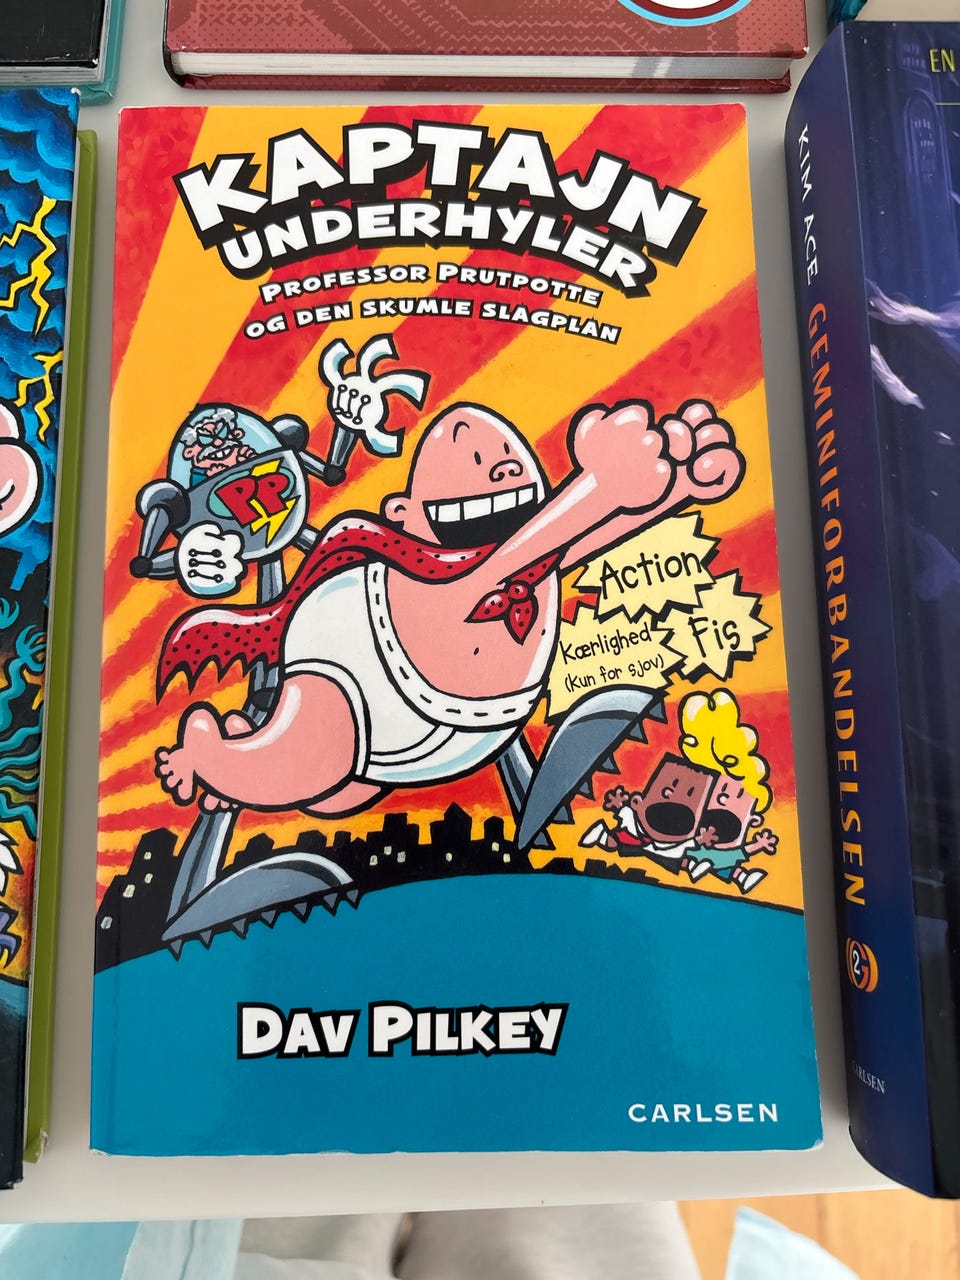 KAPTAJN
UNDERHYLER
PROFESSOR PRUTPOTTE
OG DEN SKUMLE SLAGPLAN
PP
Action
Kærlighed
(Kun for sjov)
Fis
DAV PILKEY
CARLSEN
EN
KIM ACE GEMINIFORBANDELSEN
2
CARLSEN